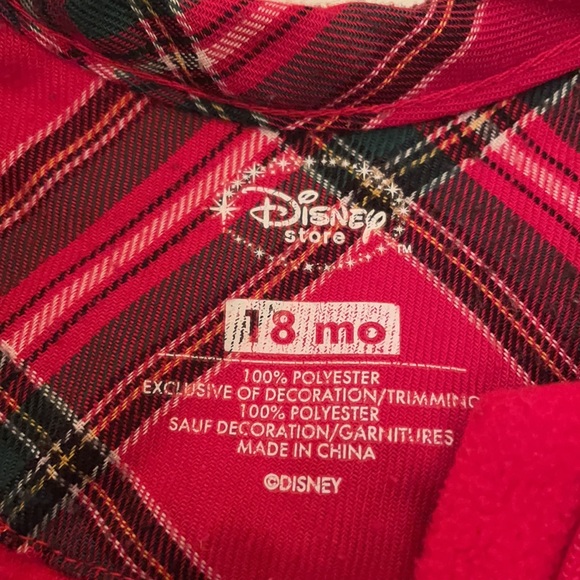 Disney
store
TM
18 mo
100% POLYESTER
EXCLUSIVE OF DECORATION/TRIMMING
100% POLYESTER
SAUF DECORATION/GARNITURES
MADE IN CHINA
©DISNEY